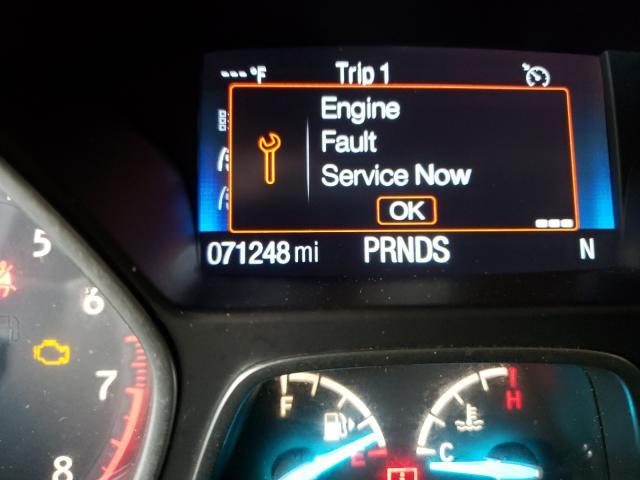 ---°F Trip 1
Engine
Fault
Service Now
OK
071248 mi PRNDS N
5
6
7
8
F
E
H
C